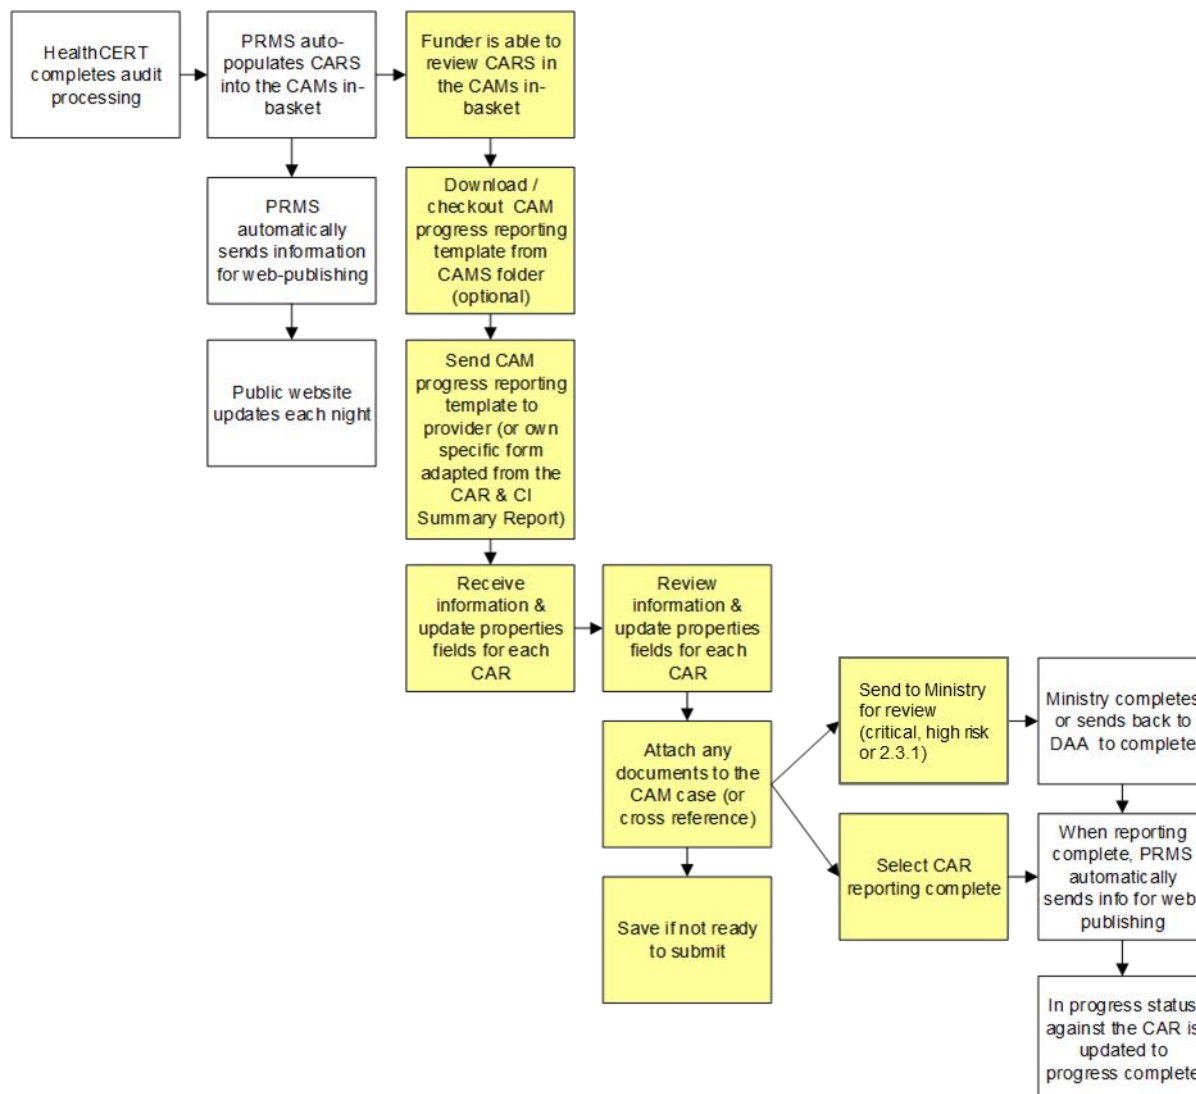 HealthCERT
completes audit
processing
PRMS auto-
populates CARS
into the CAMs in-
basket
Funder is able to
review CARS in
the CAMs in-
basket
PRMS
automatically
sends information
for web-publishing
Download /
checkout CAM
progress reporting
template from
CAMS folder
(optional)
Public website
updates each night
Send CAM
progress reporting
template to
provider (or own
specific form
adapted from the
CAR & CI
Summary Report)
Receive
information &
update properties
fields for each
CAR
Review
information &
update properties
fields for each
CAR
Attach any
documents to the
CAM case (or
cross reference)
Save if not ready
to submit
Send to Ministry
for review
(critical, high risk
or 2.3.1)
Ministry completes
or sends back to
DAA to complete
Select CAR
reporting complete
When reporting
complete, PRMS
automatically
sends info for web-
publishing
In progress status
against the CAR is
updated to
progress complete